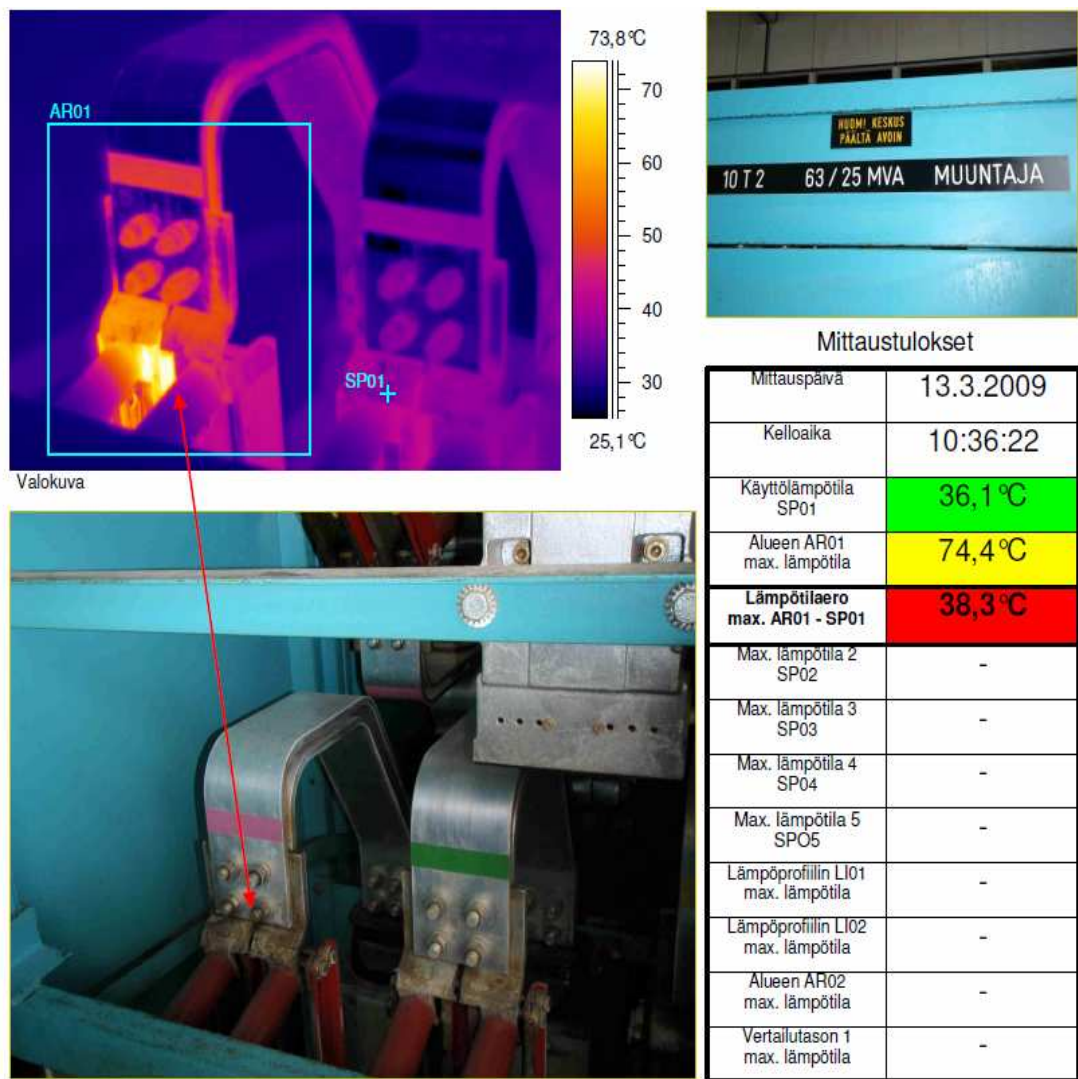 AR01
SP01
73,8°C
70
60
50
40
30
25,1°C
HUOM! KESKUS
PÄÄLTÄ AVOIN
10 T 2 63 / 25 MVA MUUNTAJA
Valokuva
Mittaustulokset
Mittauspäivä 13.3.2009
Kelloaika 10:36:22
Käyttölämpötila
SP01
36,1°C
Alueen AR01
max. lämpötila
74,4°C
Lämpötilaero
max. AR01 - SP01
38,3°C
Max. lämpötila 2
SP02
-
Max. lämpötila 3
SP03
-
Max. lämpötila 4
SP04
-
Max. lämpötila 5
SPO5
-
Lämpöprofiilin LI01
max. lämpötila
-
Lämpöprofiilin LI02
max. lämpötila
-
Alueen AR02
max. lämpötila
-
Vertailutason 1
max. lämpötila
-